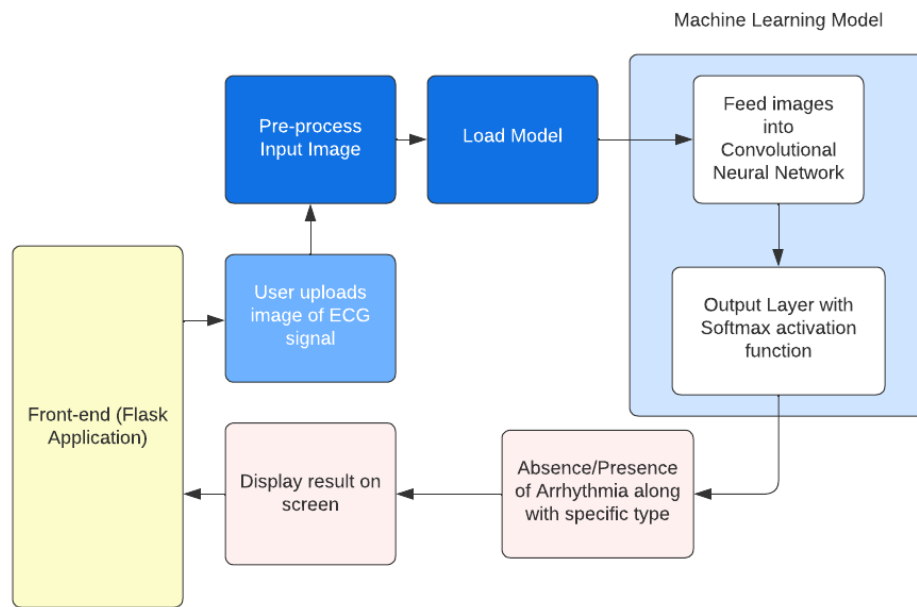 Machine Learning Model
Pre-process
Input Image
Load Model
Feed images
into
Convolutional
Neural Network
User uploads
image of ECG
signal
Output Layer with
Softmax activation
function
Front-end (Flask
Application)
Display result on
screen
Absence/Presence
of Arrhythmia along
with specific type